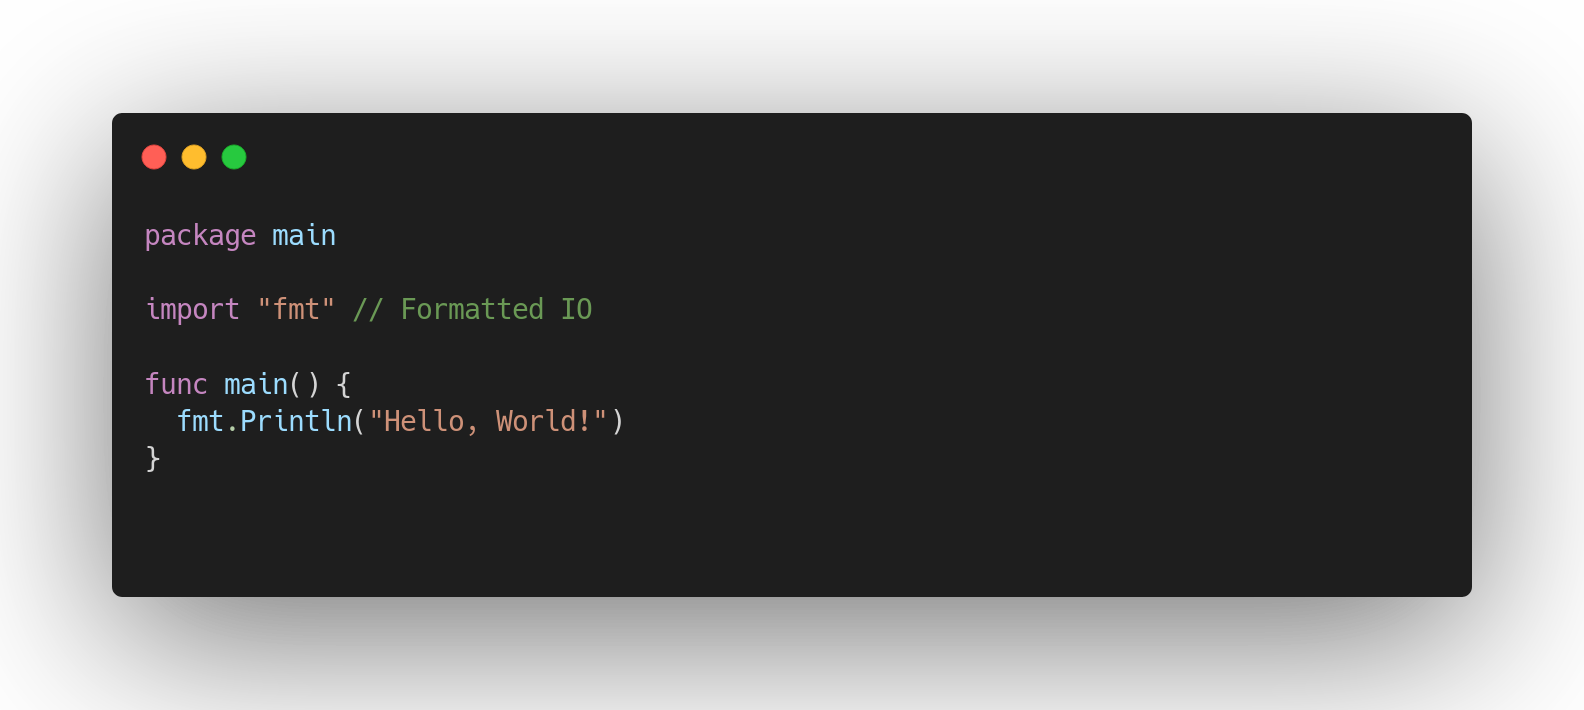 package main
import "fmt" // Formatted IO
func main() {
  fmt.Println("Hello, World!")
}